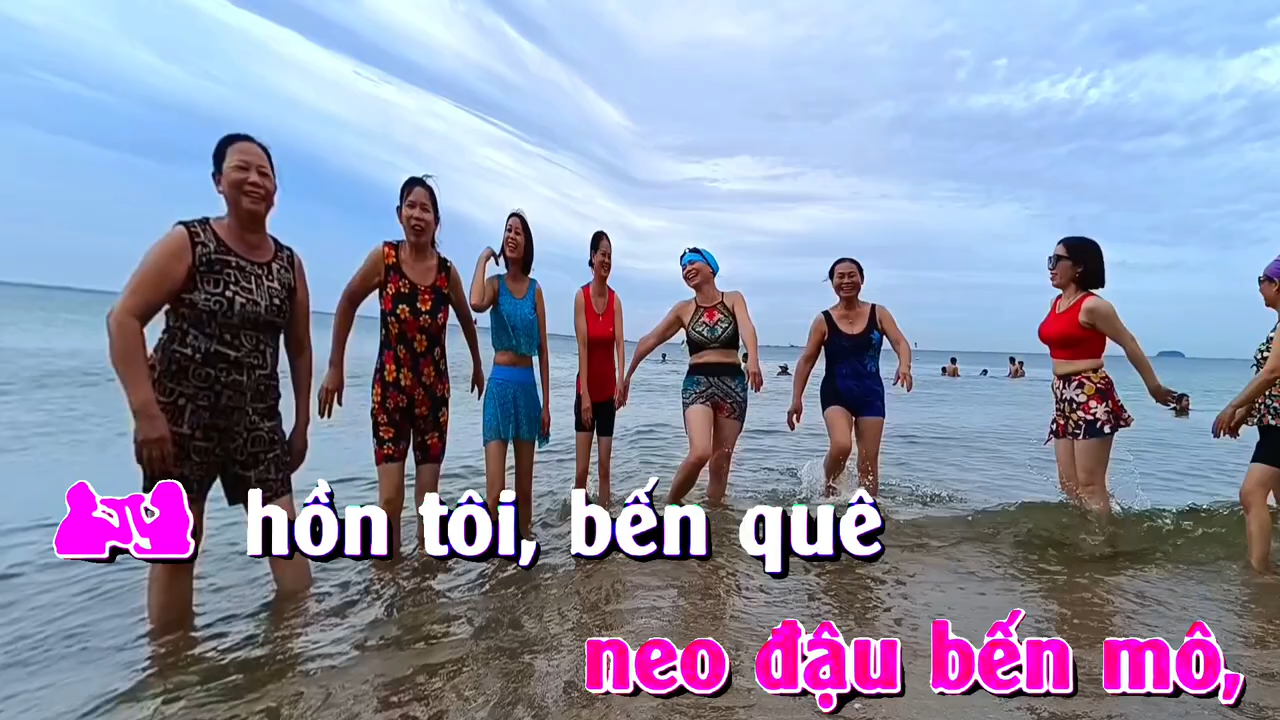 hồn tôi, bến quê
neo đậu bến mô,